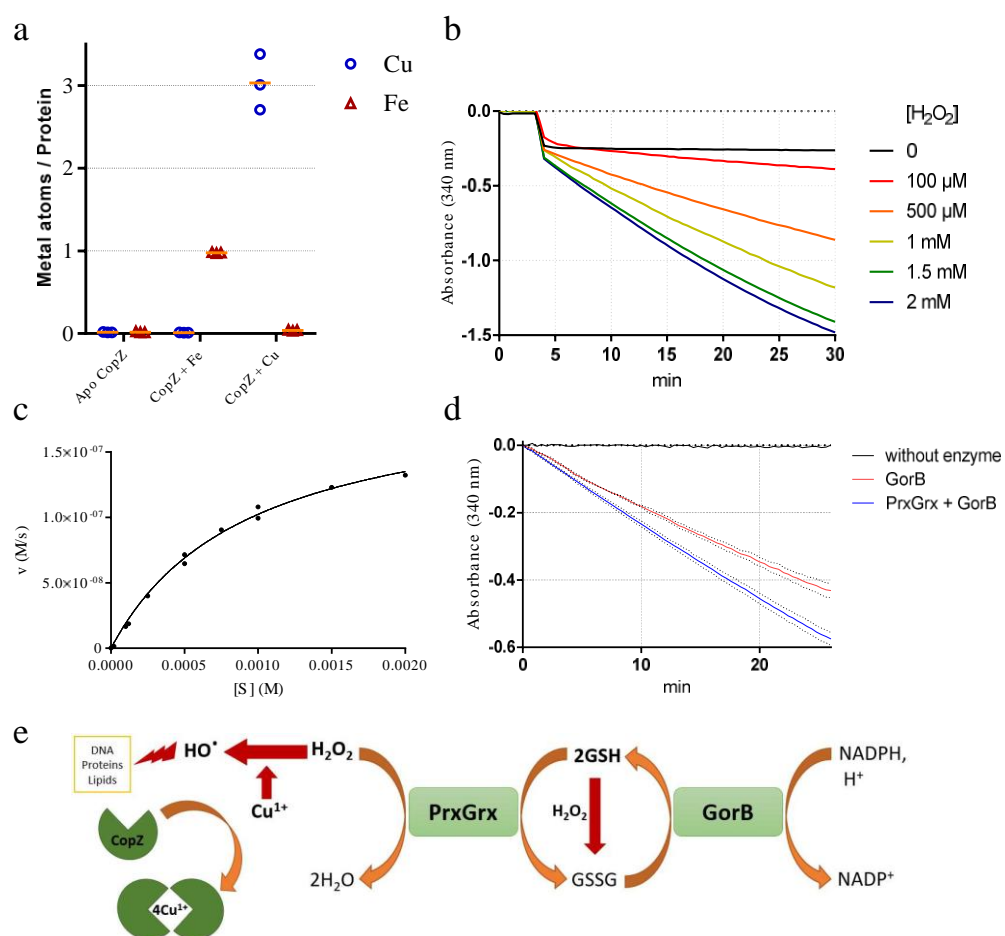 a
Metal atoms / Protein
3
2
1
0
Apo CopZ
CopZ + Fe
CopZ + Cu
Cu
Fe
b
Absorbance (340 nm)
0.0
-0.5
-1.0
-1.5
0 5 10 15 20 25 30
min
[H₂O₂]
0
100 µM
500 µM
1 mM
1.5 mM
2 mM
c
v (M/s)
1.5×10⁻⁰⁷
1.0×10⁻⁰⁷
5.0×10⁻⁰⁸
0
0.0000 0.0005 0.0010 0.0015 0.0020
[S] (M)
d
Absorbance (340 nm)
0.0
-0.2
-0.4
-0.6
0 10 20
min
without enzyme
GorB
PrxGrx + GorB
e
DNA
Proteins
Lipids
HO•
H₂O₂
Cu¹⁺
CopZ
4Cu¹⁺
2H₂O
PrxGrx
2GSH
H₂O₂
GSSG
GorB
NADPH,
H⁺
NADP⁺